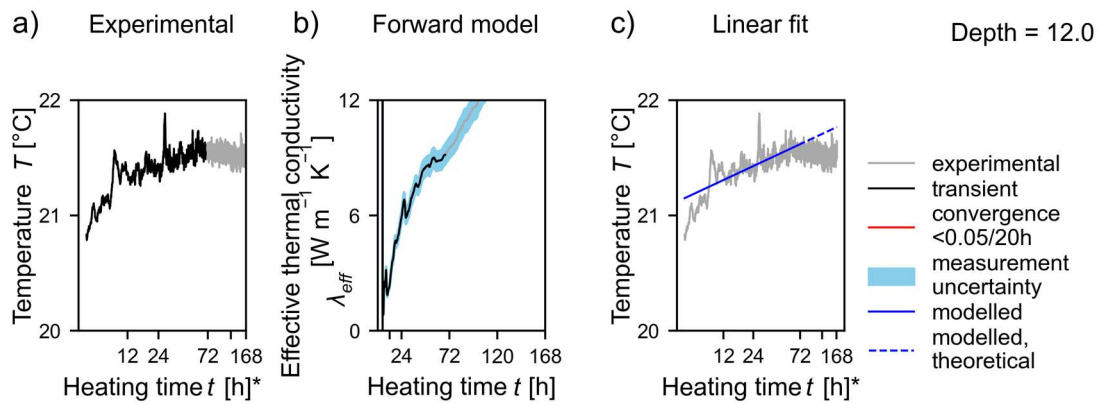 a) Experimental
b) Forward model
c) Linear fit
Depth = 12.0
Temperature T [°C]
22
21
20
12 24 72 168
Heating time t [h]*
Effective thermal conductivity
λeff [W m⁻¹ K⁻¹]
12
6
0
24 72 120 168
Heating time t [h]
Temperature T [°C]
22
21
20
12 24 72 168
Heating time t [h]*
experimental
transient
convergence
<0.05/20h
measurement
uncertainty
modelled
modelled,
theoretical